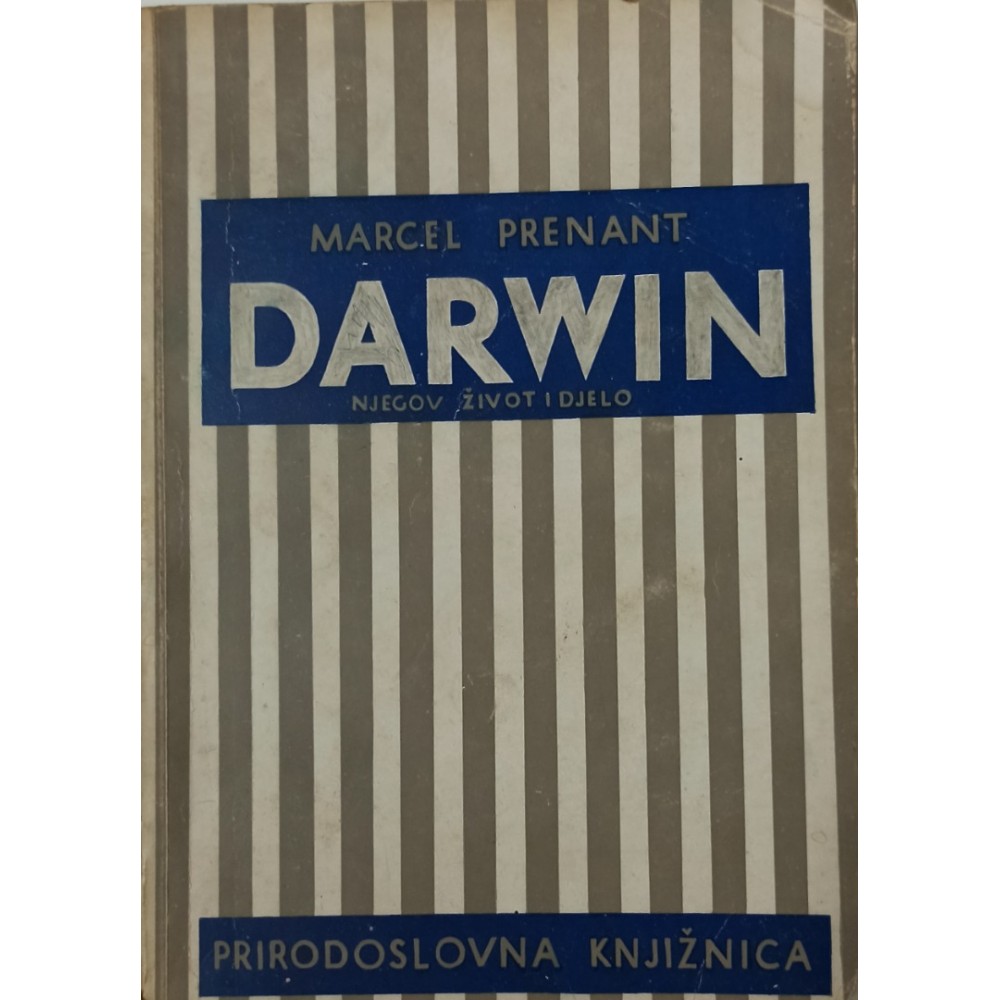 MARCEL PRENANT
DARWIN
NJEGOV ŽIVOT I DJELO
PRIRODOSLOVNA KNJIŽNICA